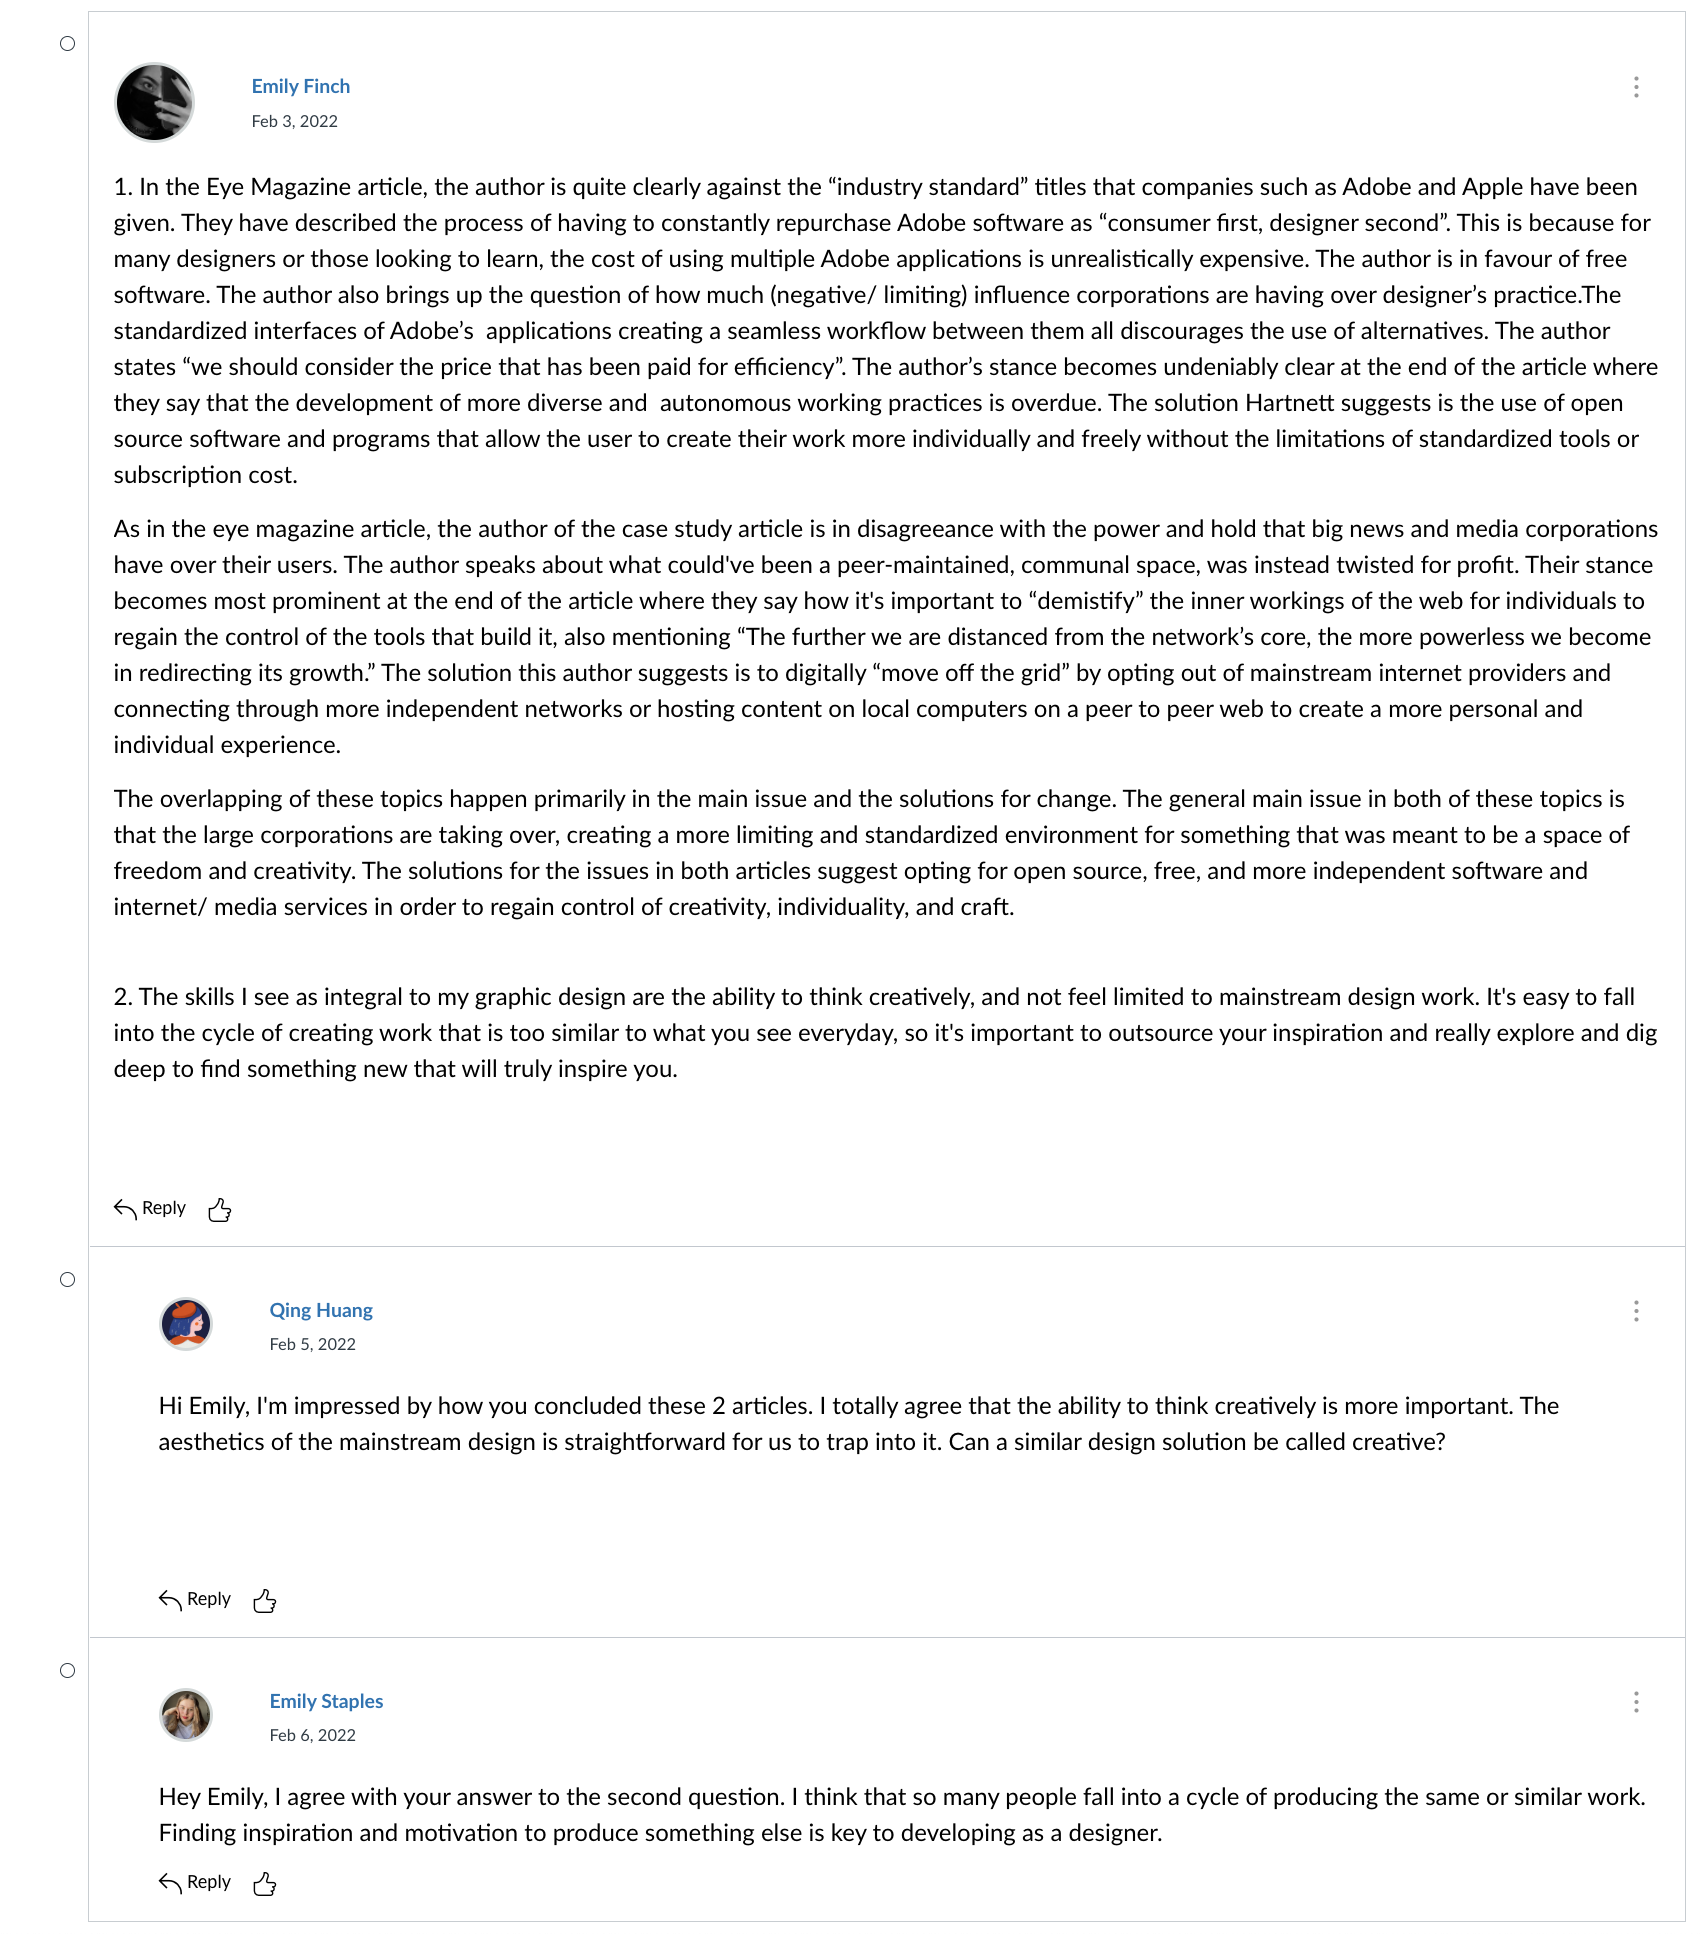 Emily Finch
Feb 3, 2022
1. In the Eye Magazine article, the author is quite clearly against the “industry standard” titles that companies such as Adobe and Apple have been
given. They have described the process of having to constantly repurchase Adobe software as “consumer first, designer second”. This is because for
many designers or those looking to learn, the cost of using multiple Adobe applications is unrealistically expensive. The author is in favour of free
software. The author also brings up the question of how much (negative/ limiting) influence corporations are having over designer’s practice.The
standardized interfaces of Adobe’s  applications creating a seamless workflow between them all discourages the use of alternatives. The author
states “we should consider the price that has been paid for efficiency”. The author’s stance becomes undeniably clear at the end of the article where
they say that the development of more diverse and  autonomous working practices is overdue. The solution Hartnett suggests is the use of open
source software and programs that allow the user to create their work more individually and freely without the limitations of standardized tools or
subscription cost.
As in the eye magazine article, the author of the case study article is in disagreeance with the power and hold that big news and media corporations
have over their users. The author speaks about what could've been a peer-maintained, communal space, was instead twisted for profit. Their stance
becomes most prominent at the end of the article where they say how it's important to “demistify” the inner workings of the web for individuals to
regain the control of the tools that build it, also mentioning “The further we are distanced from the network’s core, the more powerless we become
in redirecting its growth.” The solution this author suggests is to digitally “move off the grid” by opting out of mainstream internet providers and
connecting through more independent networks or hosting content on local computers on a peer to peer web to create a more personal and
individual experience.
The overlapping of these topics happen primarily in the main issue and the solutions for change. The general main issue in both of these topics is
that the large corporations are taking over, creating a more limiting and standardized environment for something that was meant to be a space of
freedom and creativity. The solutions for the issues in both articles suggest opting for open source, free, and more independent software and
internet/ media services in order to regain control of creativity, individuality, and craft.
2. The skills I see as integral to my graphic design are the ability to think creatively, and not feel limited to mainstream design work. It's easy to fall
into the cycle of creating work that is too similar to what you see everyday, so it's important to outsource your inspiration and really explore and dig
deep to find something new that will truly inspire you.
Reply
Qing Huang
Feb 5, 2022
Hi Emily, I'm impressed by how you concluded these 2 articles. I totally agree that the ability to think creatively is more important. The
aesthetics of the mainstream design is straightforward for us to trap into it. Can a similar design solution be called creative?
Reply
Emily Staples
Feb 6, 2022
Hey Emily, I agree with your answer to the second question. I think that so many people fall into a cycle of producing the same or similar work.
Finding inspiration and motivation to produce something else is key to developing as a designer.
Reply